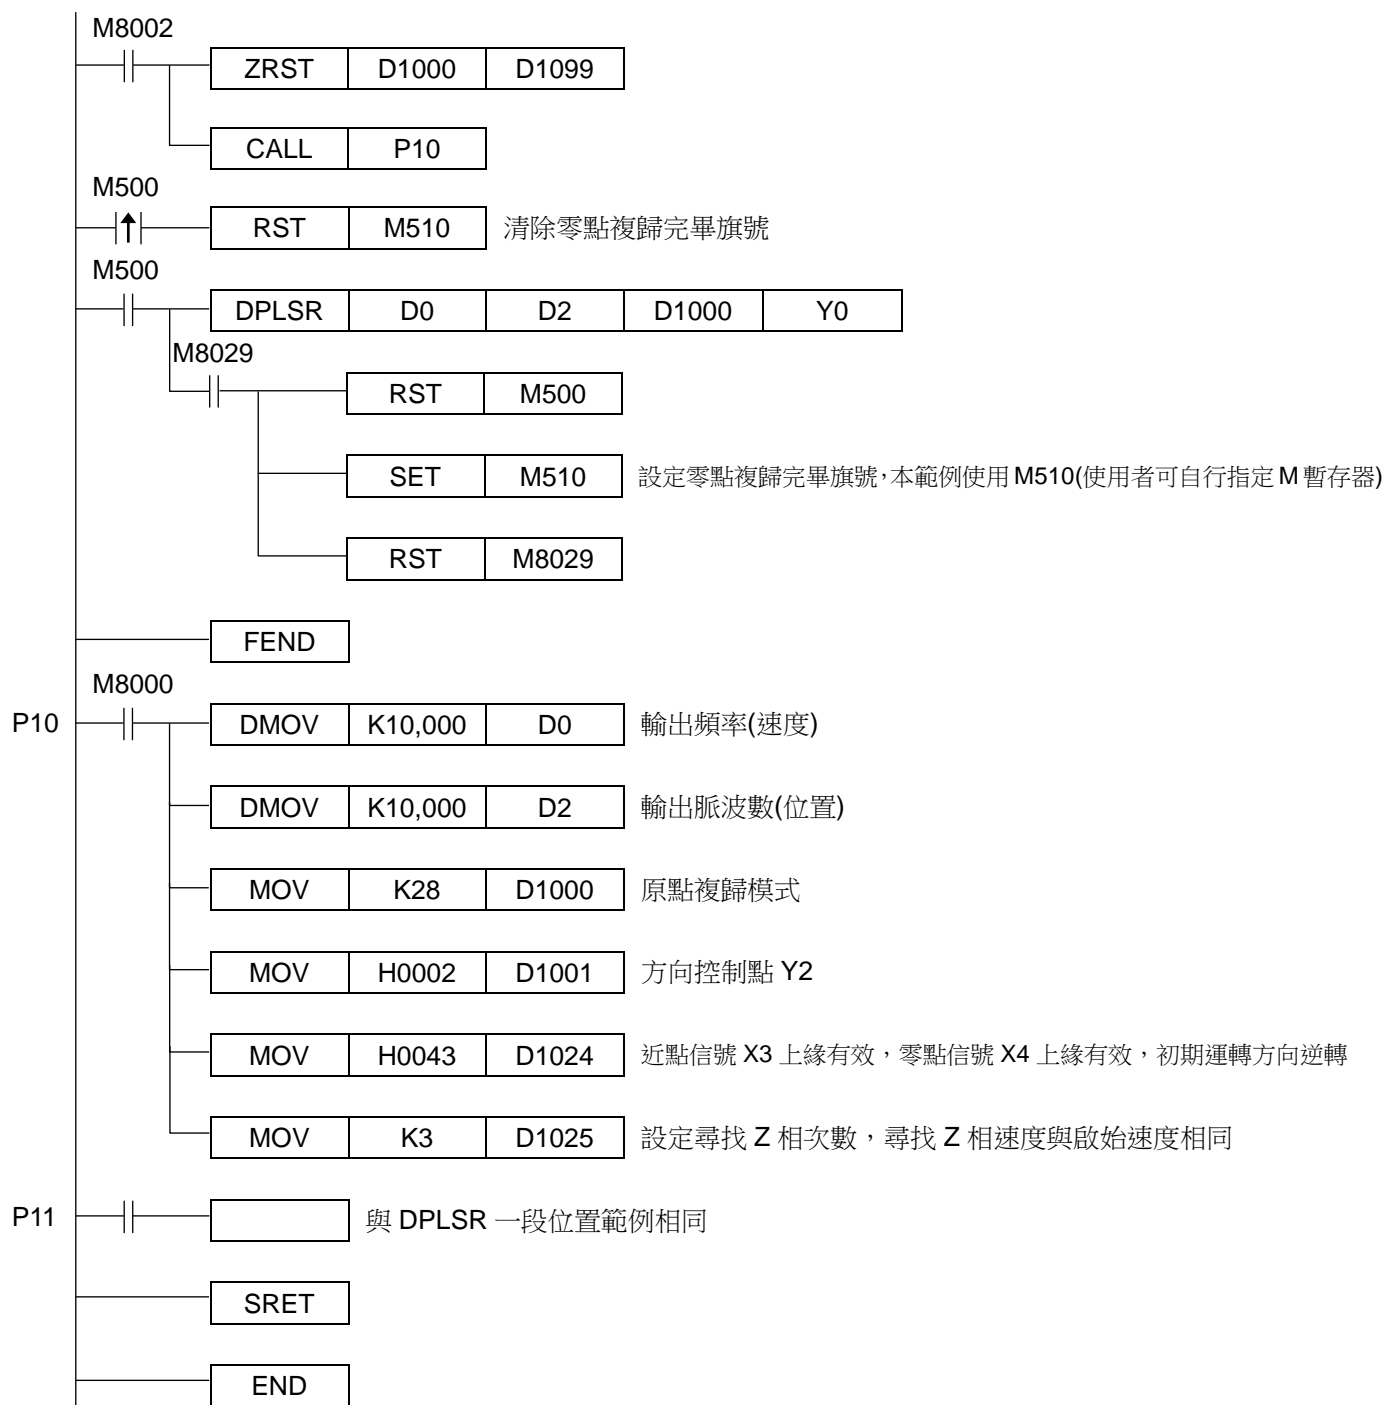 M8002
ZRST D1000 D1099
CALL P10
M500
RST M510 清除零點複歸完畢旗號
M500
DPLSR D0 D2 D1000 Y0
M8029
RST M500
SET M510 設定零點複歸完畢旗號,本範例使用 M510(使用者可自行指定 M 暫存器)
RST M8029
FEND
M8000
P10 DMOV K10,000 D0 輸出頻率(速度)
DMOV K10,000 D2 輸出脈波數(位置)
MOV K28 D1000 原點複歸模式
MOV H0002 D1001 方向控制點 Y2
MOV H0043 D1024 近點信號 X3 上緣有效,零點信號 X4 上緣有效,初期運轉方向逆轉
MOV K3 D1025 設定尋找 Z 相次數,尋找 Z 相速度與啟始速度相同
P11 與 DPLSR 一段位置範例相同
SRET
END